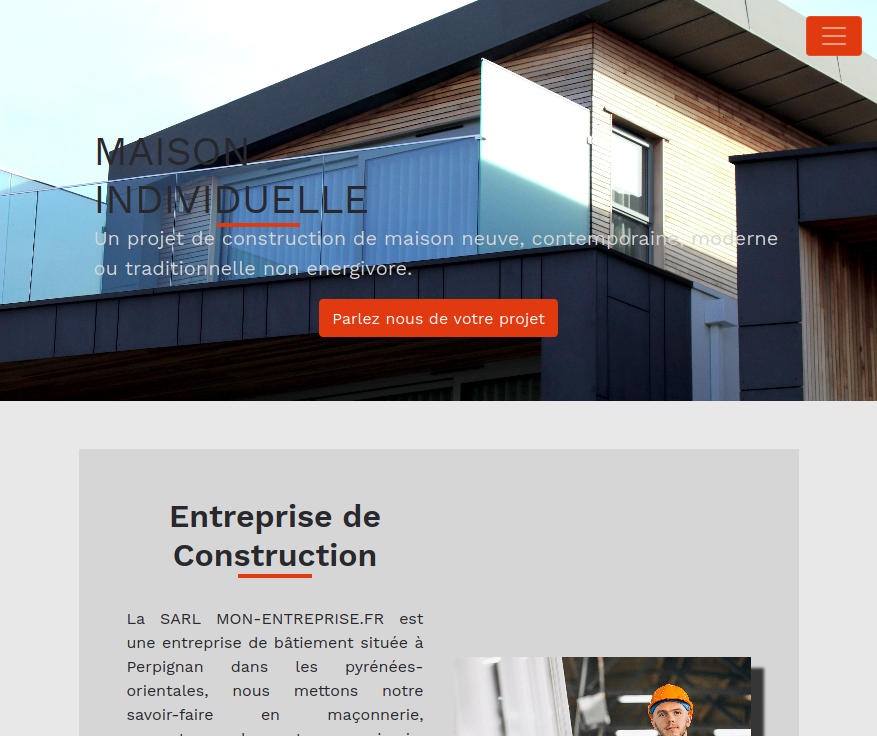 MAISON
INDIVIDUELLE
Un projet de construction de maison neuve, contemporaine, moderne
ou traditionnelle non energivore.
Parlez nous de votre projet
Entreprise de
Construction
La SARL MON-ENTREPRISE.FR est
une entreprise de bâtiement située à
Perpignan dans les pyrénées-
orientales, nous mettons notre
savoir-faire en maçonnerie,